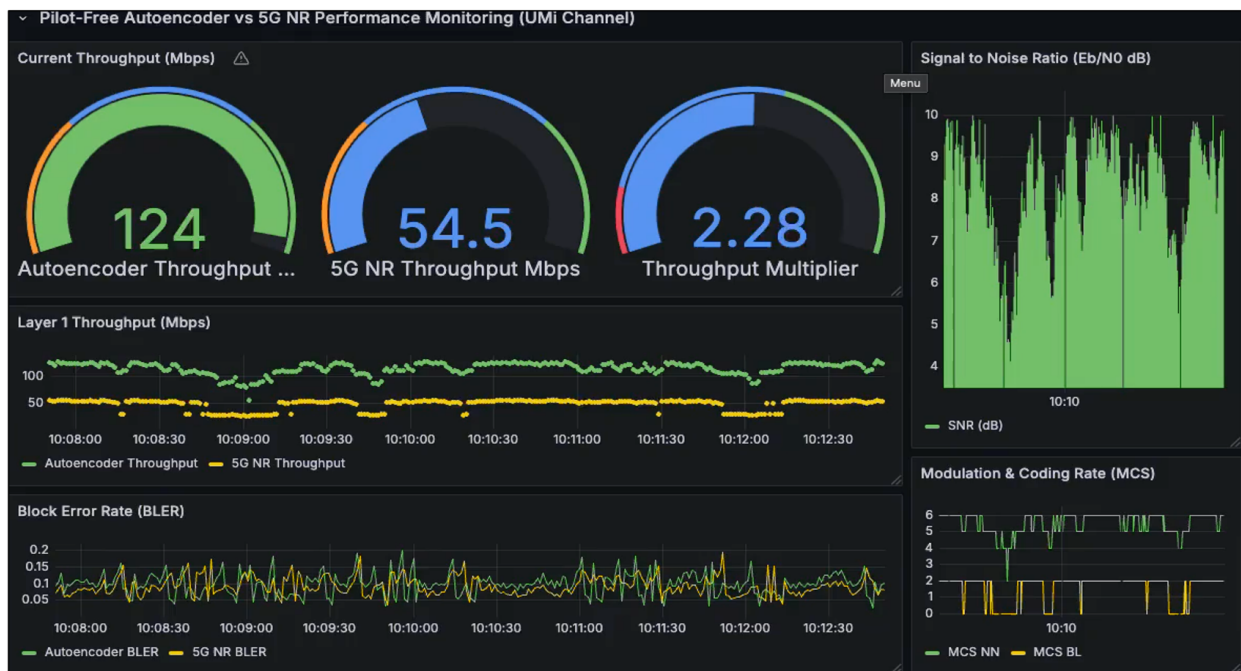 Pilot-Free Autoencoder vs 5G NR Performance Monitoring (UMi Channel)
Current Throughput (Mbps)
124
Autoencoder Throughput ...
54.5
5G NR Throughput Mbps
2.28
Throughput Multiplier
Menu
Signal to Noise Ratio (Eb/N0 dB)
10
9
8
7
6
5
4
10:10
SNR (dB)
Layer 1 Throughput (Mbps)
100
50
10:08:00 10:08:30 10:09:00 10:09:30 10:10:00 10:10:30 10:11:00 10:11:30 10:12:00 10:12:30
Autoencoder Throughput 5G NR Throughput
Modulation & Coding Rate (MCS)
6
5
4
3
2
1
0
10:10
MCS NN MCS BL
Block Error Rate (BLER)
0.2
0.15
0.1
0.05
10:08:00 10:08:30 10:09:00 10:09:30 10:10:00 10:10:30 10:11:00 10:11:30 10:12:00 10:12:30
Autoencoder BLER 5G NR BLER